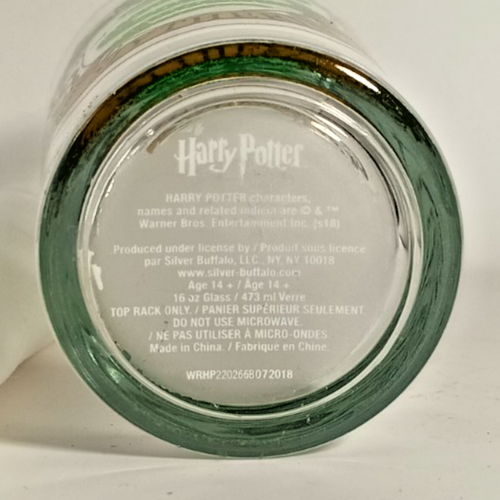 Harry Potter
HARRY POTTER characters,
names and related indicia are © & ™
Warner Bros. Entertainment Inc. (s18)
Produced under license by / Produit sous licence
par Silver Buffalo, LLC., NY, NY 10018
www.silver-buffalo.com
Age 14 + / Âge 14 +
16 oz Glass / 473 ml Verre
TOP RACK ONLY. / PANIER SUPÉRIEUR SEULEMENT.
DO NOT USE MICROWAVE.
/ NE PAS UTILISER À MICRO-ONDES.
Made in China. / Fabriqué en Chine.
WRHP220266B072018